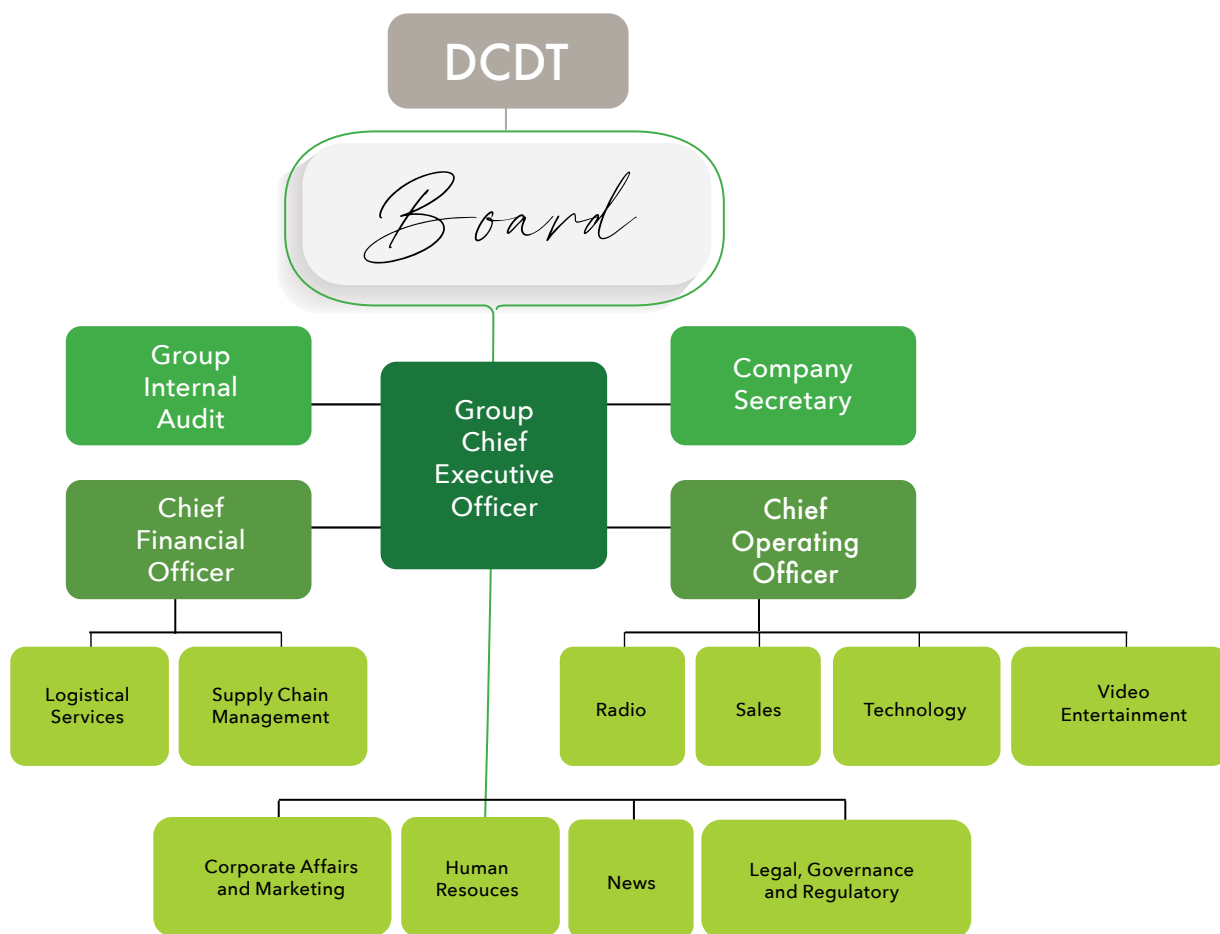 DCDT
Board
Group
Internal
Audit
Group
Chief
Executive
Officer
Company
Secretary
Chief
Financial
Officer
Chief
Operating
Officer
Logistical
Services
Supply Chain
Management
Radio
Sales
Technology
Video
Entertainment
Corporate Affairs
and Marketing
Human
Resouces
News
Legal, Governance
and Regulatory